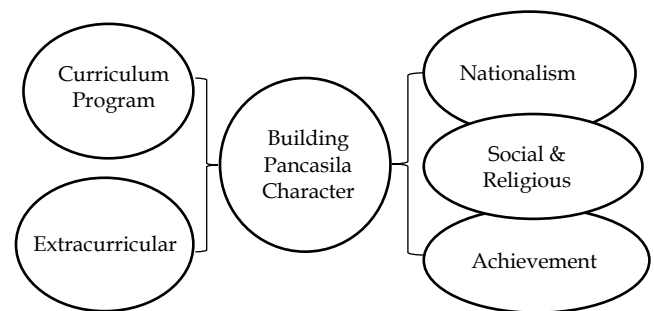 Curriculum
Program
Extracurricular
Building
Pancasila
Character
Nationalism
Social &
Religious
Achievement